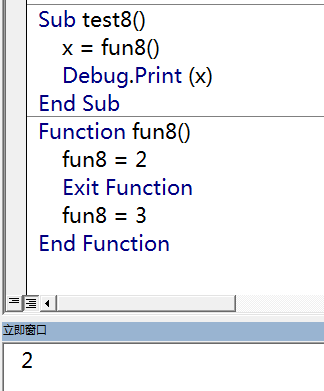 Sub test8()
x = fun8()
Debug.Print (x)
End Sub
Function fun8()
fun8 = 2
Exit Function
fun8 = 3
End Function
立即窗口
2